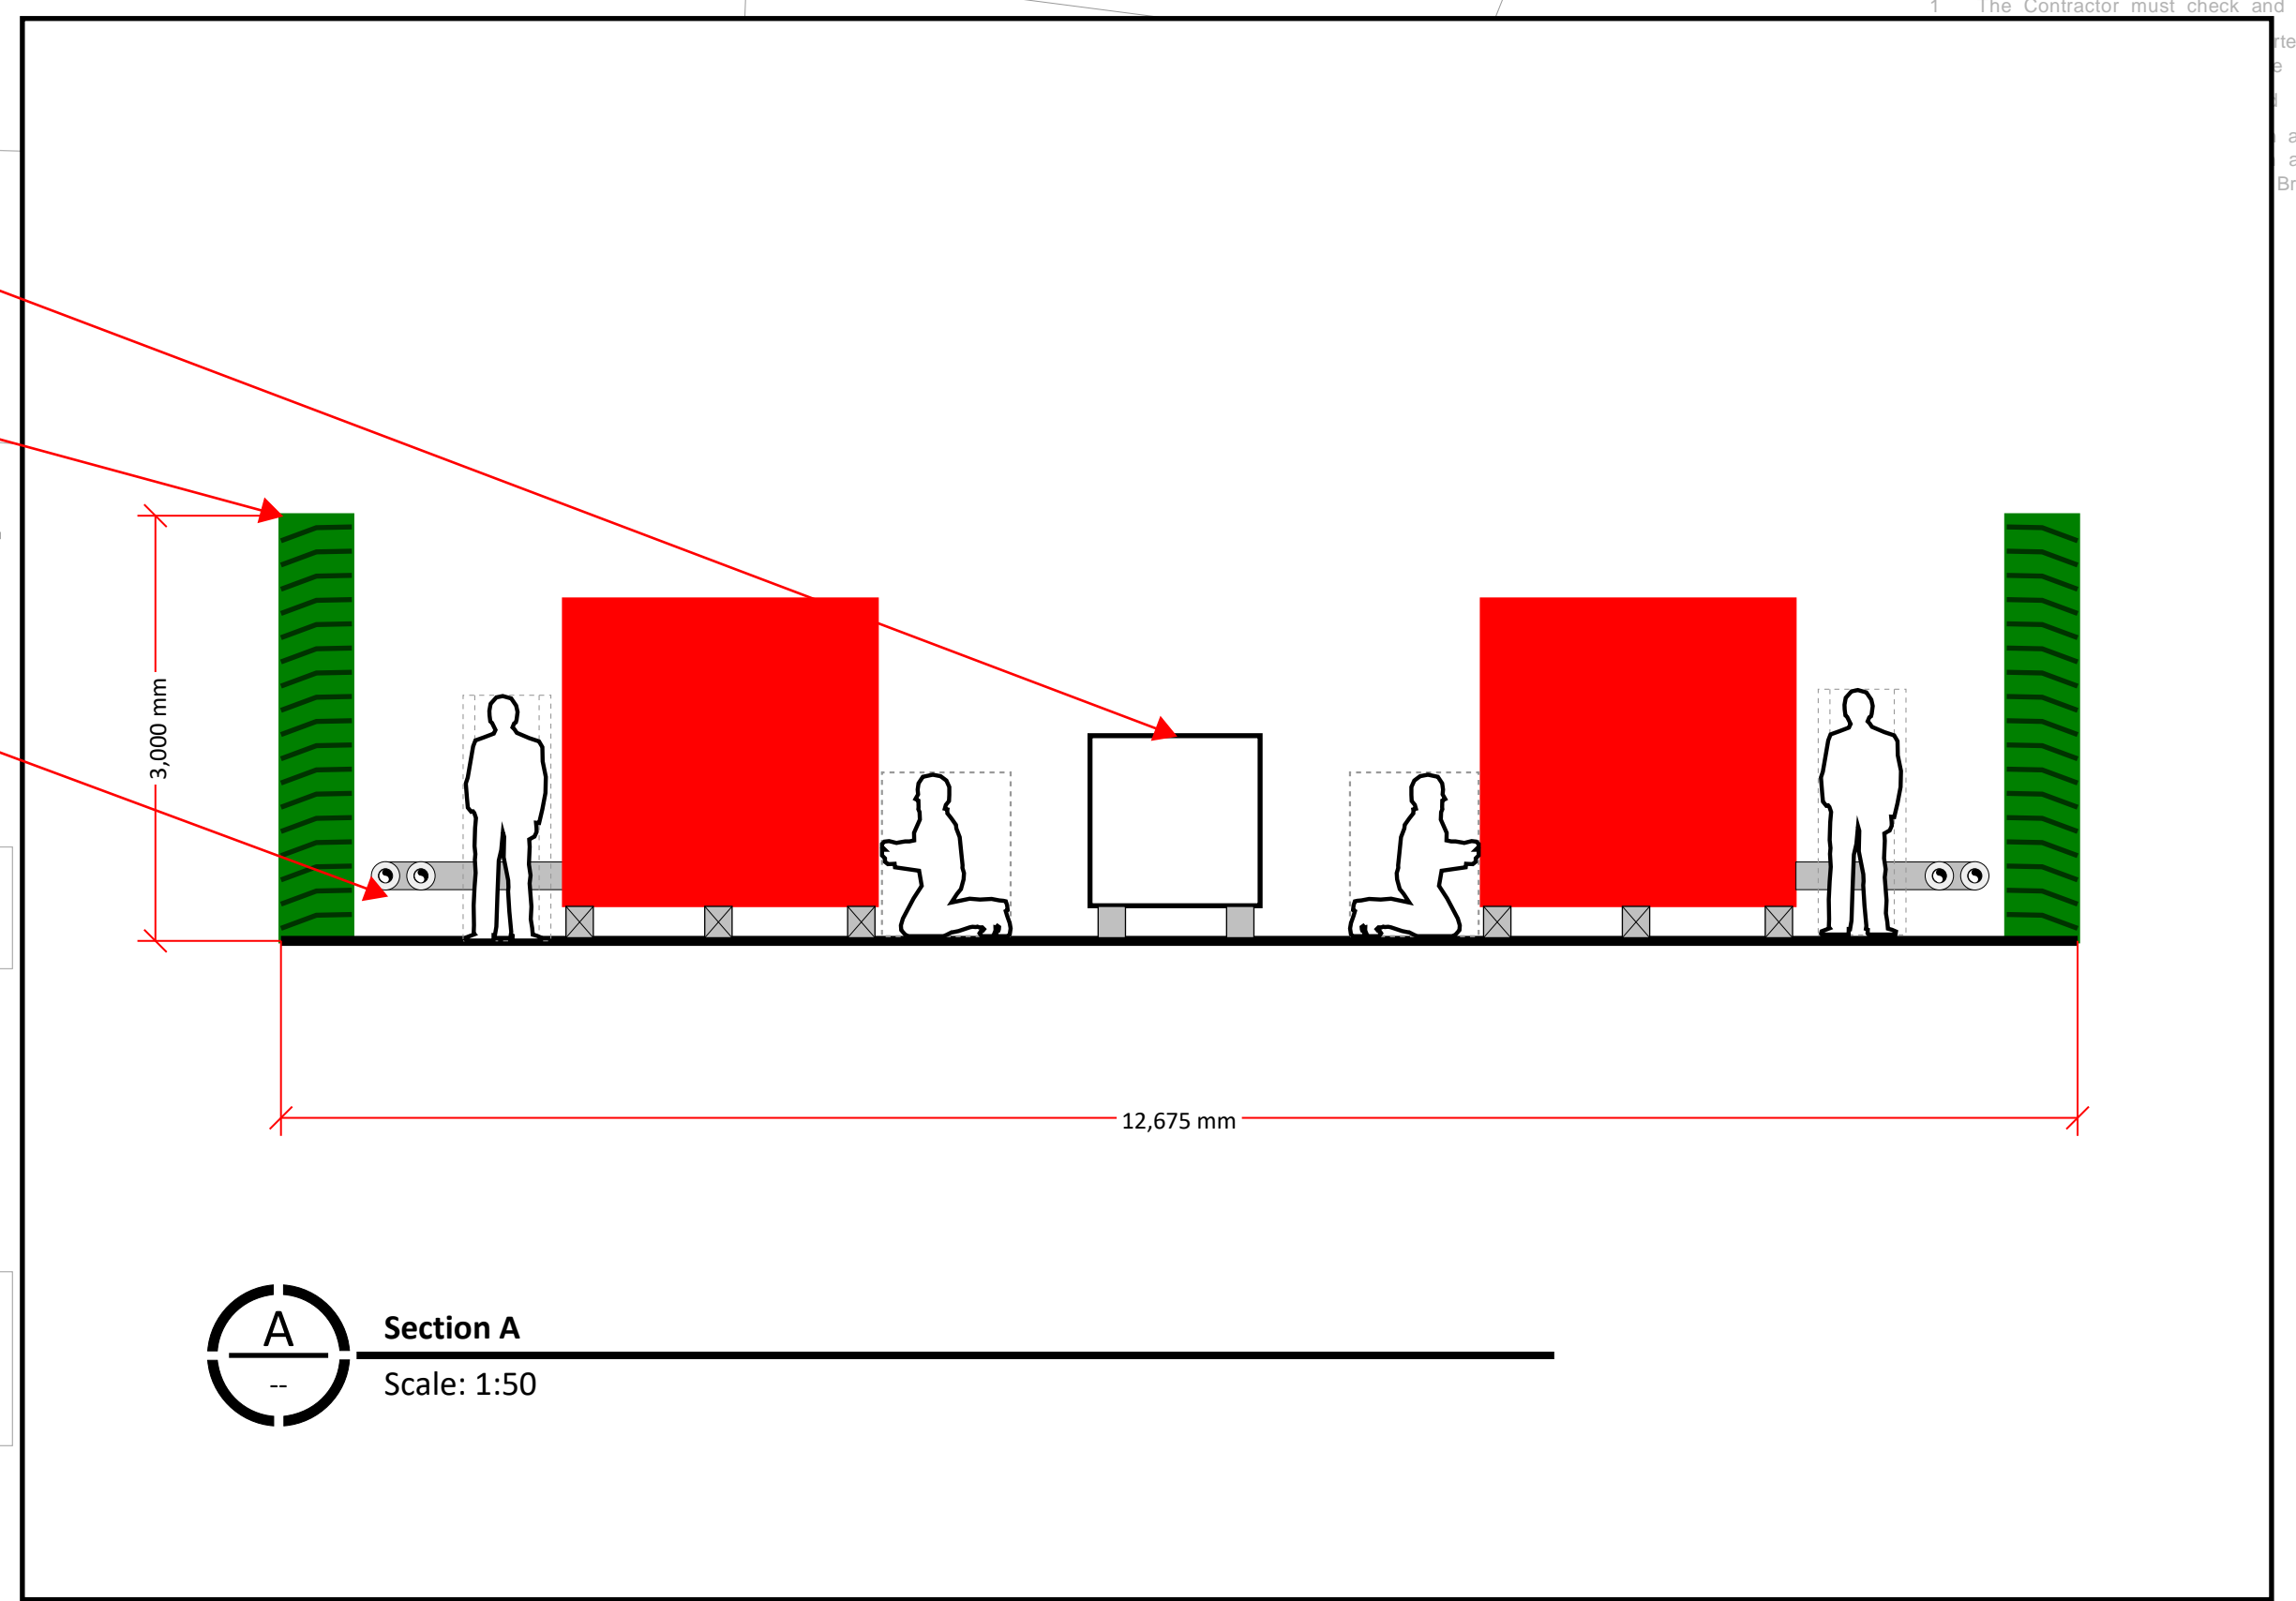 1 The Contractor must check and
3,000 mm
12,675 mm
A
--
Section A
Scale: 1:50